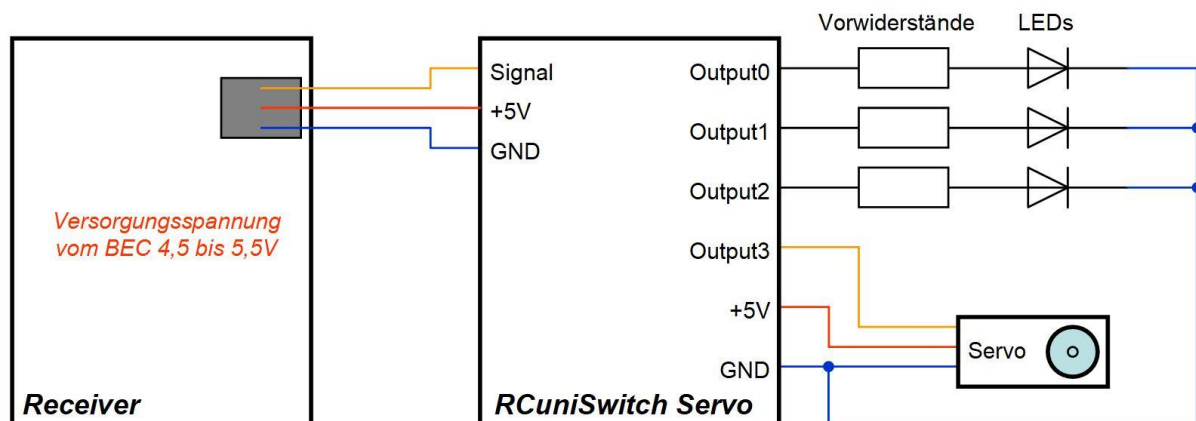 Vorwiderstände
LEDs
Signal
+5V
GND
Output0
Output1
Output2
Output3
+5V
GND
Versorgungsspannung
vom BEC 4,5 bis 5,5V
Servo
Receiver
RCuniSwitch Servo